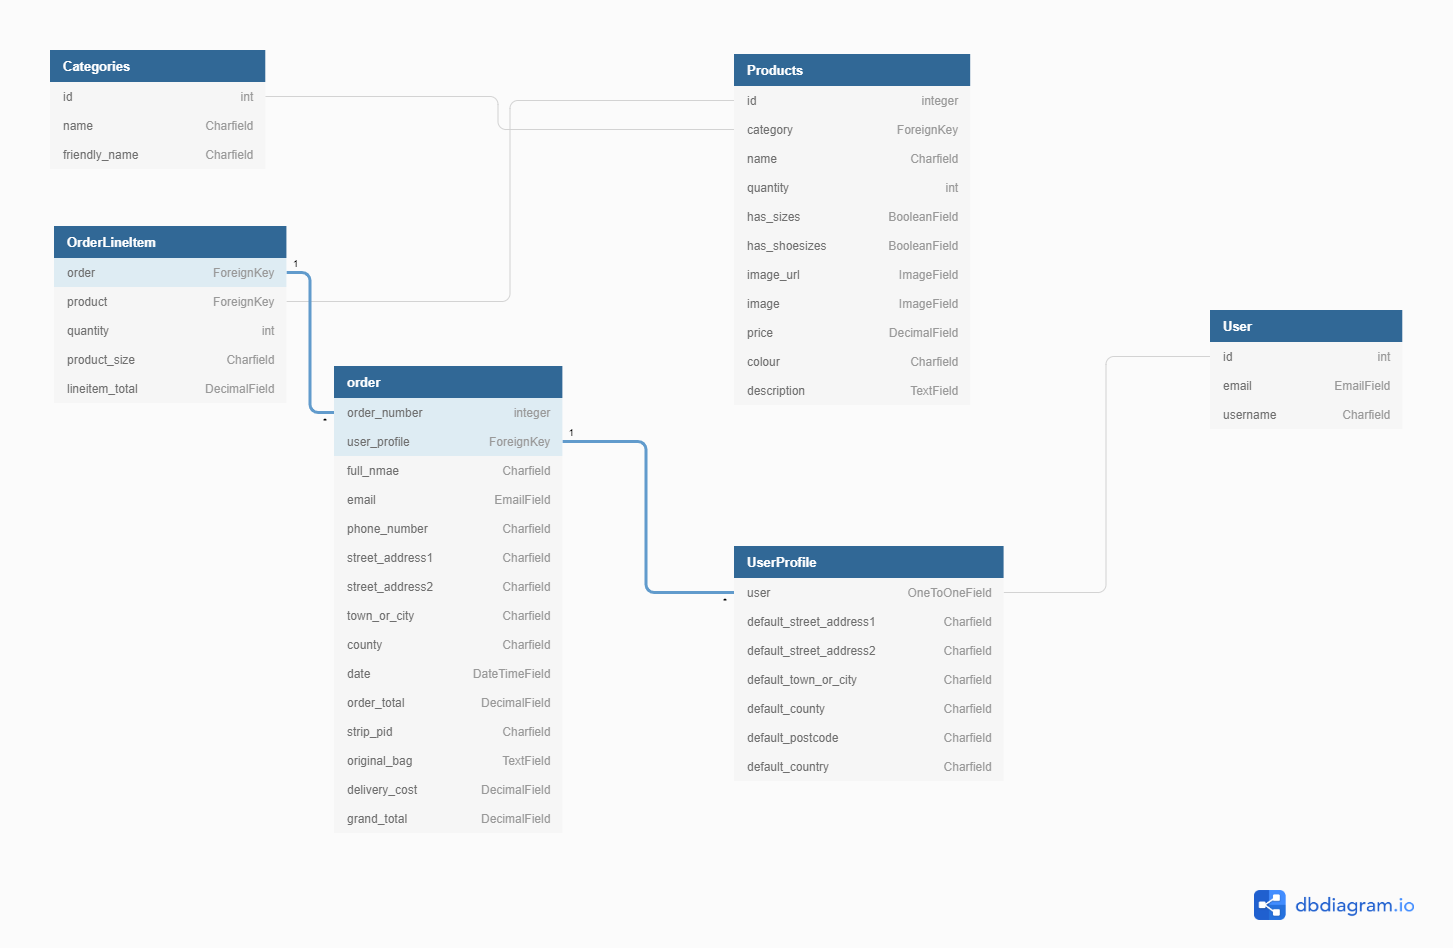 Categories
id int
name Charfield
friendly_name Charfield
OrderLineItem
order ForeignKey
product ForeignKey
quantity int
product_size Charfield
lineitem_total DecimalField
1
*
order
order_number integer
user_profile ForeignKey
full_nmae Charfield
email EmailField
phone_number Charfield
street_address1 Charfield
street_address2 Charfield
town_or_city Charfield
county Charfield
date DateTimeField
order_total DecimalField
strip_pid Charfield
original_bag TextField
delivery_cost DecimalField
grand_total DecimalField
1
*
Products
id integer
category ForeignKey
name Charfield
quantity int
has_sizes BooleanField
has_shoesizes BooleanField
image_url ImageField
image ImageField
price DecimalField
colour Charfield
description TextField
UserProfile
user OneToOneField
default_street_address1 Charfield
default_street_address2 Charfield
default_town_or_city Charfield
default_county Charfield
default_postcode Charfield
default_country Charfield
User
id int
email EmailField
username Charfield
dbdiagram.io